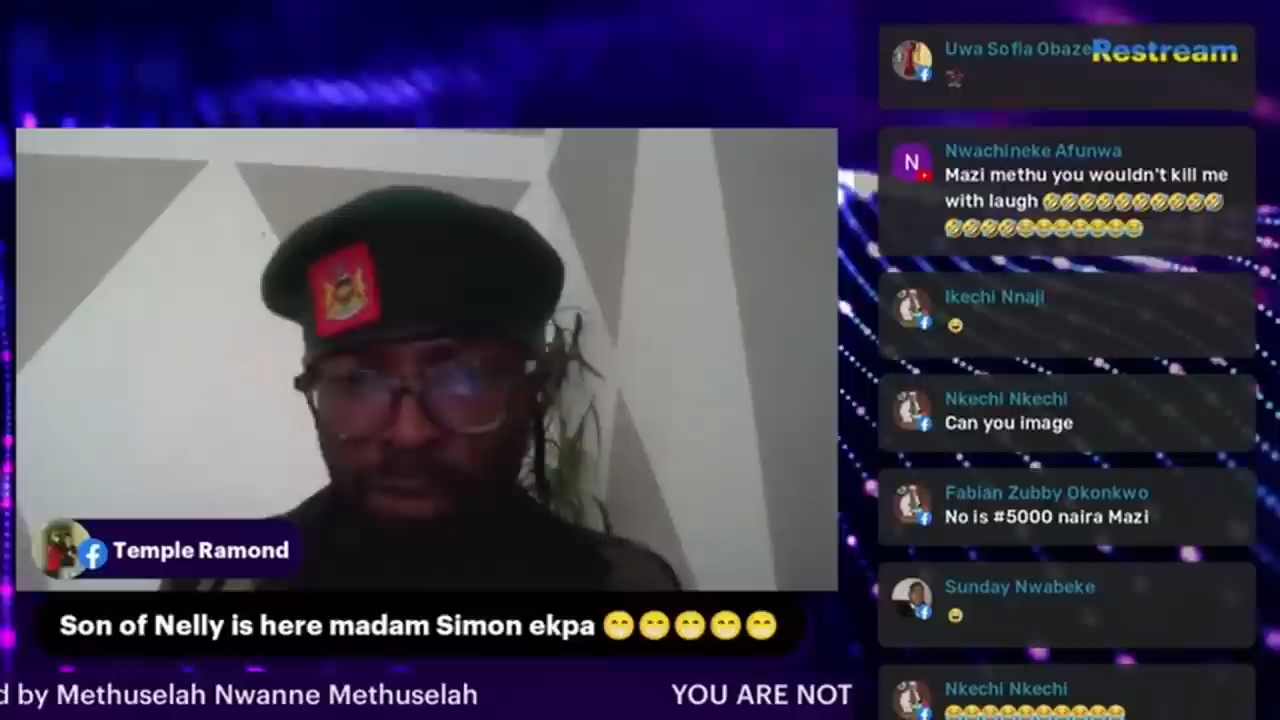 Uwa Sofia Obaze
Restream
N
Nwachineke Afunwa
Mazi methu you wouldn't kill me
with laugh 🤣🤣🤣🤣🤣🤣🤣🤣🤣🤣
🤣🤣🤣🤣😂😂😂😂😂😂😂
Ikechi Nnaji
😂
Nkechi Nkechi
Can you image
Fabian Zubby Okonkwo
No is #5000 naira Mazi
Sunday Nwabeke
😂
Nkechi Nkechi
😂😂😂😂😂😂😂😂😂😂
Temple Ramond
Son of Nelly is here madam Simon ekpa 😁😁😁😁😁
d by Methuselah Nwanne Methuselah YOU ARE NOT